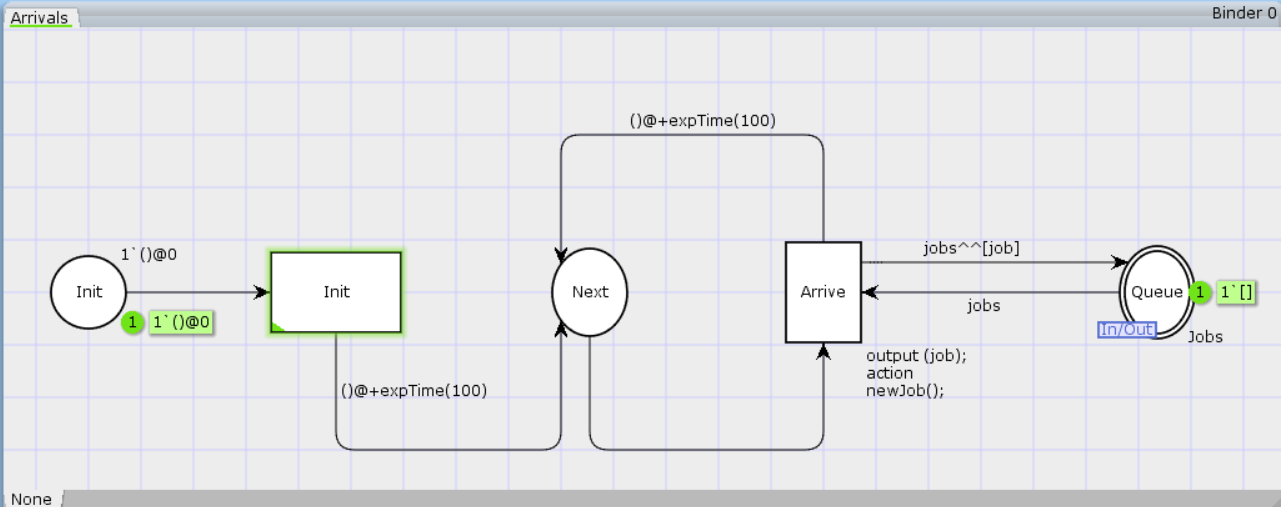 Arrivals
Binder 0
()@+expTime(100)
1`()@0
jobs^^[job]
Init
Init
Next
Arrive
Queue
1
1`[]
jobs
1
1`()@0
In/Out
Jobs
output (job);
action
newJob();
()@+expTime(100)
None